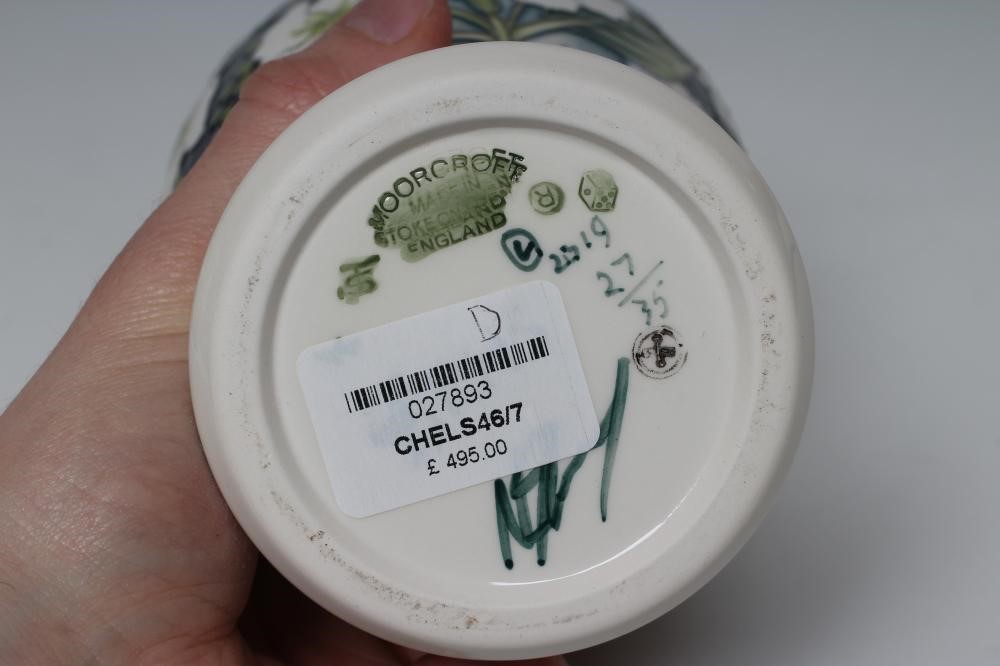 MOORCROFT
MADE IN
STOKE ON TRENT
ENGLAND
R
2019
27/35
D
027893
CHELS46/7
£ 495.00